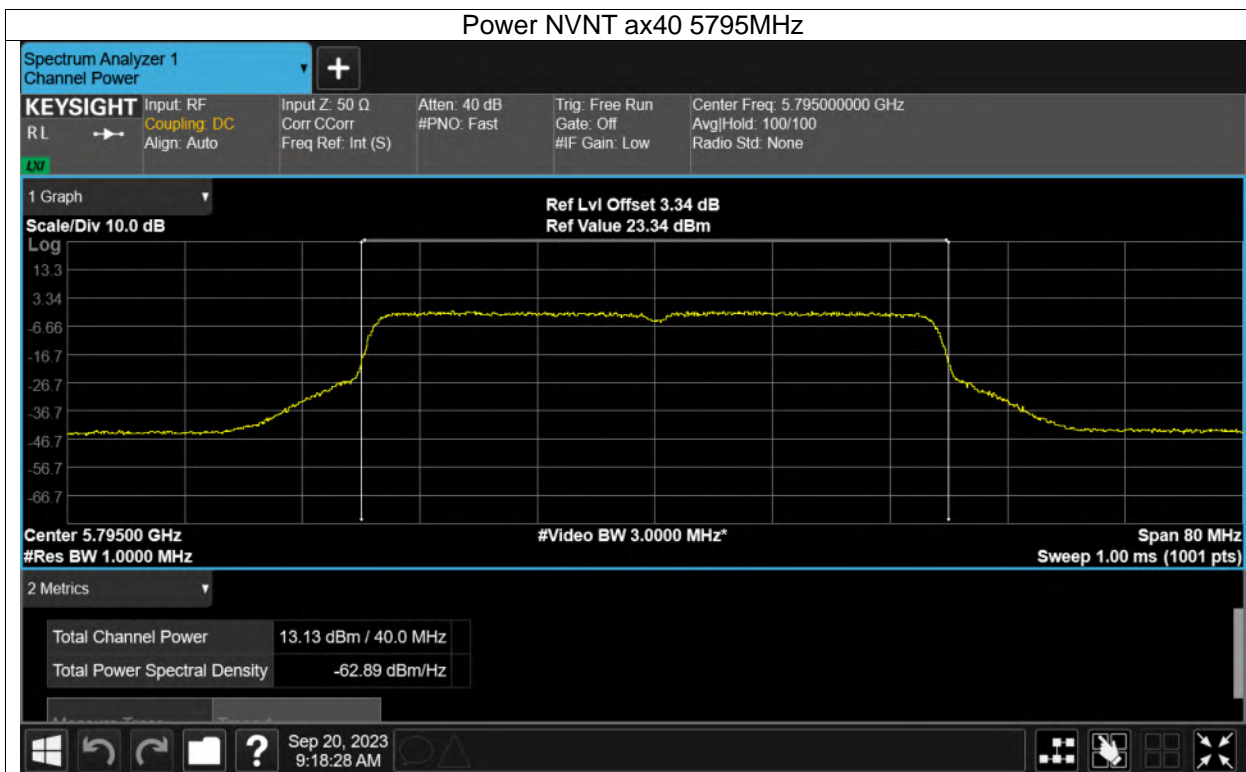 Power NVNT ax40 5795MHz
Spectrum Analyzer 1
Channel Power
KEYSIGHT
RL
LXI
Input: RF
Coupling: DC
Align: Auto
Input Z: 50 Ω
Corr CCorr
Freq Ref: Int (S)
Atten: 40 dB
#PNO: Fast
Trig: Free Run
Gate: Off
#IF Gain: Low
Center Freq: 5.795000000 GHz
Avg|Hold: 100/100
Radio Std: None
1 Graph
Scale/Div 10.0 dB
Ref Lvl Offset 3.34 dB
Ref Value 23.34 dBm
Log
13.3
3.34
-6.66
-16.7
-26.7
-36.7
-46.7
-56.7
-66.7
Center 5.79500 GHz
#Video BW 3.0000 MHz*
Span 80 MHz
#Res BW 1.0000 MHz
Sweep 1.00 ms (1001 pts)
2 Metrics
Total Channel Power 13.13 dBm / 40.0 MHz
Total Power Spectral Density -62.89 dBm/Hz
?
Sep 20, 2023
9:18:28 AM